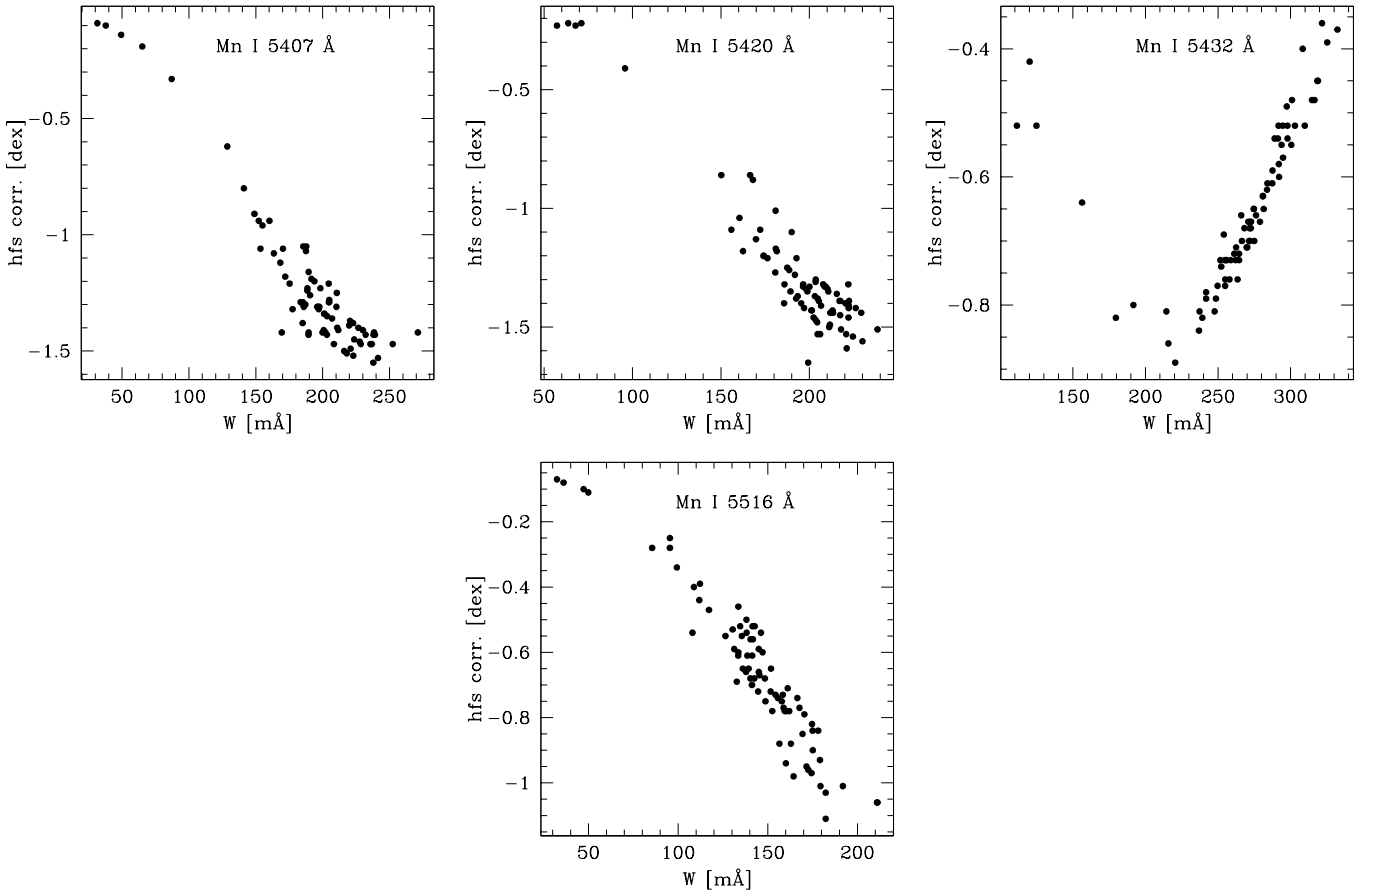 Mn I 5407 Å
hfs corr. [dex]
−0.5
−1
−1.5
50 100 150 200 250
W [mÅ]
Mn I 5420 Å
hfs corr. [dex]
−0.5
−1
−1.5
50 100 150 200
W [mÅ]
Mn I 5432 Å
hfs corr. [dex]
−0.4
−0.6
−0.8
150 200 250 300
W [mÅ]
Mn I 5516 Å
hfs corr. [dex]
−0.2
−0.4
−0.6
−0.8
−1
50 100 150 200
W [mÅ]